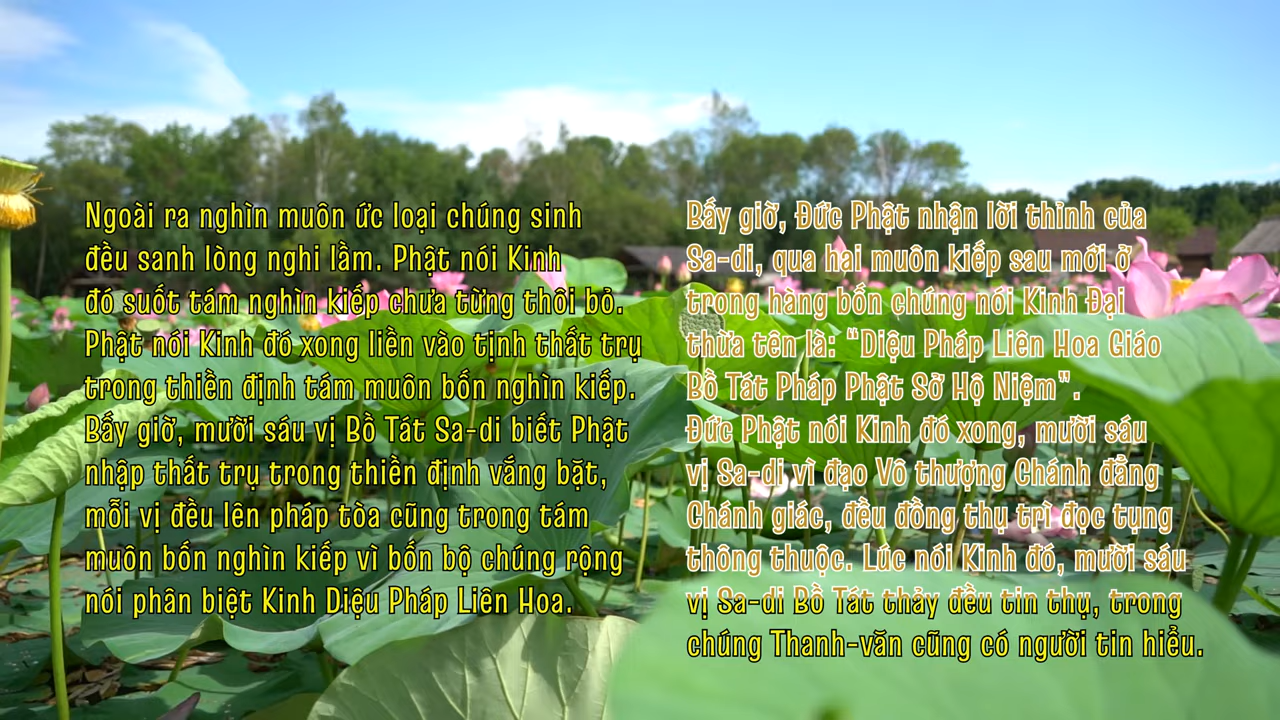 Ngoài ra nghìn muôn ức loại chúng sinh
đều sanh lòng nghi lầm. Phật nói Kinh
đó suốt tám nghìn kiếp chưa từng thôi bỏ.
Phật nói Kinh đó xong liền vào tịnh thất trụ
trong thiền định tám muôn bốn nghìn kiếp.
Bấy giờ, mười sáu vị Bồ Tát Sa-di biết Phật
nhập thất trụ trong thiền định vắng bặt,
mỗi vị đều lên pháp tòa cũng trong tám
muôn bốn nghìn kiếp vì bốn bộ chúng rộng
nói phân biệt Kinh Diệu Pháp Liên Hoa.
Bấy giờ, Đức Phật nhận lời thỉnh của
Sa-di, qua hai muôn kiếp sau mới ở
trong hàng bốn chúng nói Kinh Đại
thừa tên là: “Diệu Pháp Liên Hoa Giáo
Bồ Tát Pháp Phật Sở Hộ Niệm".
Đức Phật nói Kinh đó xong, mười sáu
vị Sa-di vì đạo Vô thượng Chánh đẳng
Chánh giác, đều đồng thụ trì đọc tụng
thông thuộc. Lúc nói Kinh đó, mười sáu
vị Sa-di Bồ Tát thảy đều tin thụ, trong
chúng Thanh-văn cũng có người tin hiểu.